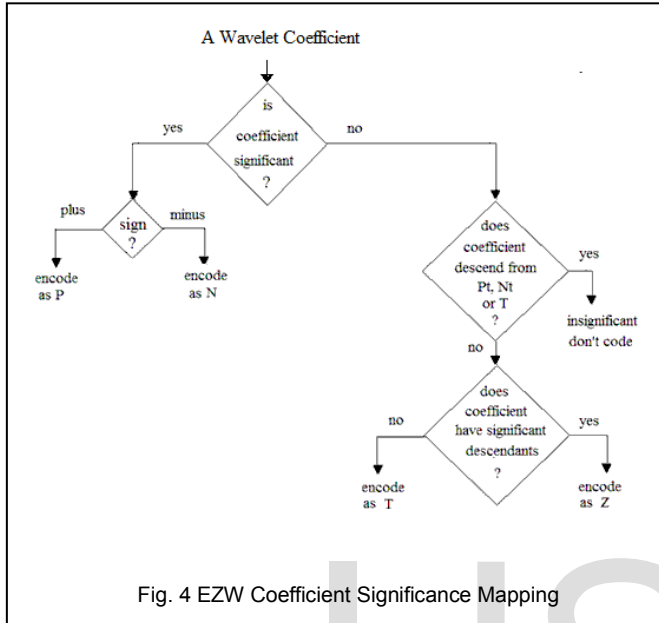 A Wavelet Coefficient
is
coefficient
significant
?
yes
no
plus
sign
?
minus
encode
as P
encode
as N
does
coefficient
descend from
Pt, Nt
or T
?
yes
insignificant
don't code
no
does
coefficient
have significant
descendants
?
no
yes
encode
as T
encode
as Z
Fig. 4 EZW Coefficient Significance Mapping